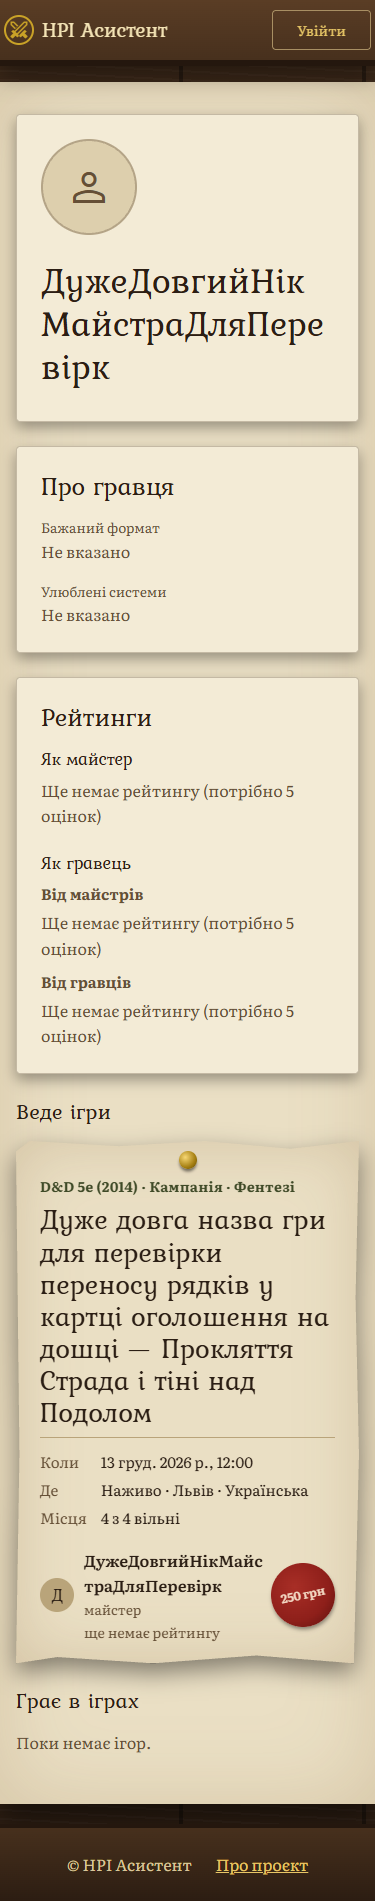 НРІ Асистент
Увійти
ДужеДовгийНік
МайстраДляПере
вірк
Про гравця
Бажаний формат
Не вказано
Улюблені системи
Не вказано
Рейтинги
Як майстер
Ще немає рейтингу (потрібно 5
оцінок)
Як гравець
Від майстрів
Ще немає рейтингу (потрібно 5
оцінок)
Від гравців
Ще немає рейтингу (потрібно 5
оцінок)
Веде ігри
D&D 5e (2014) · Кампанія · Фентезі
Дуже довга назва гри
для перевірки
переносу рядків у
картці оголошення на
дошці — Прокляття
Страда і тіні над
Подолом
Коли 13 груд. 2026 р., 12:00
Де Наживо · Львів · Українська
Місця 4 з 4 вільні
Д
ДужеДовгийНікМайс
траДляПеревірк
майстер
ще немає рейтингу
250 грн
Грає в іграх
Поки немає ігор.
© НРІ Асистент Про проєкт